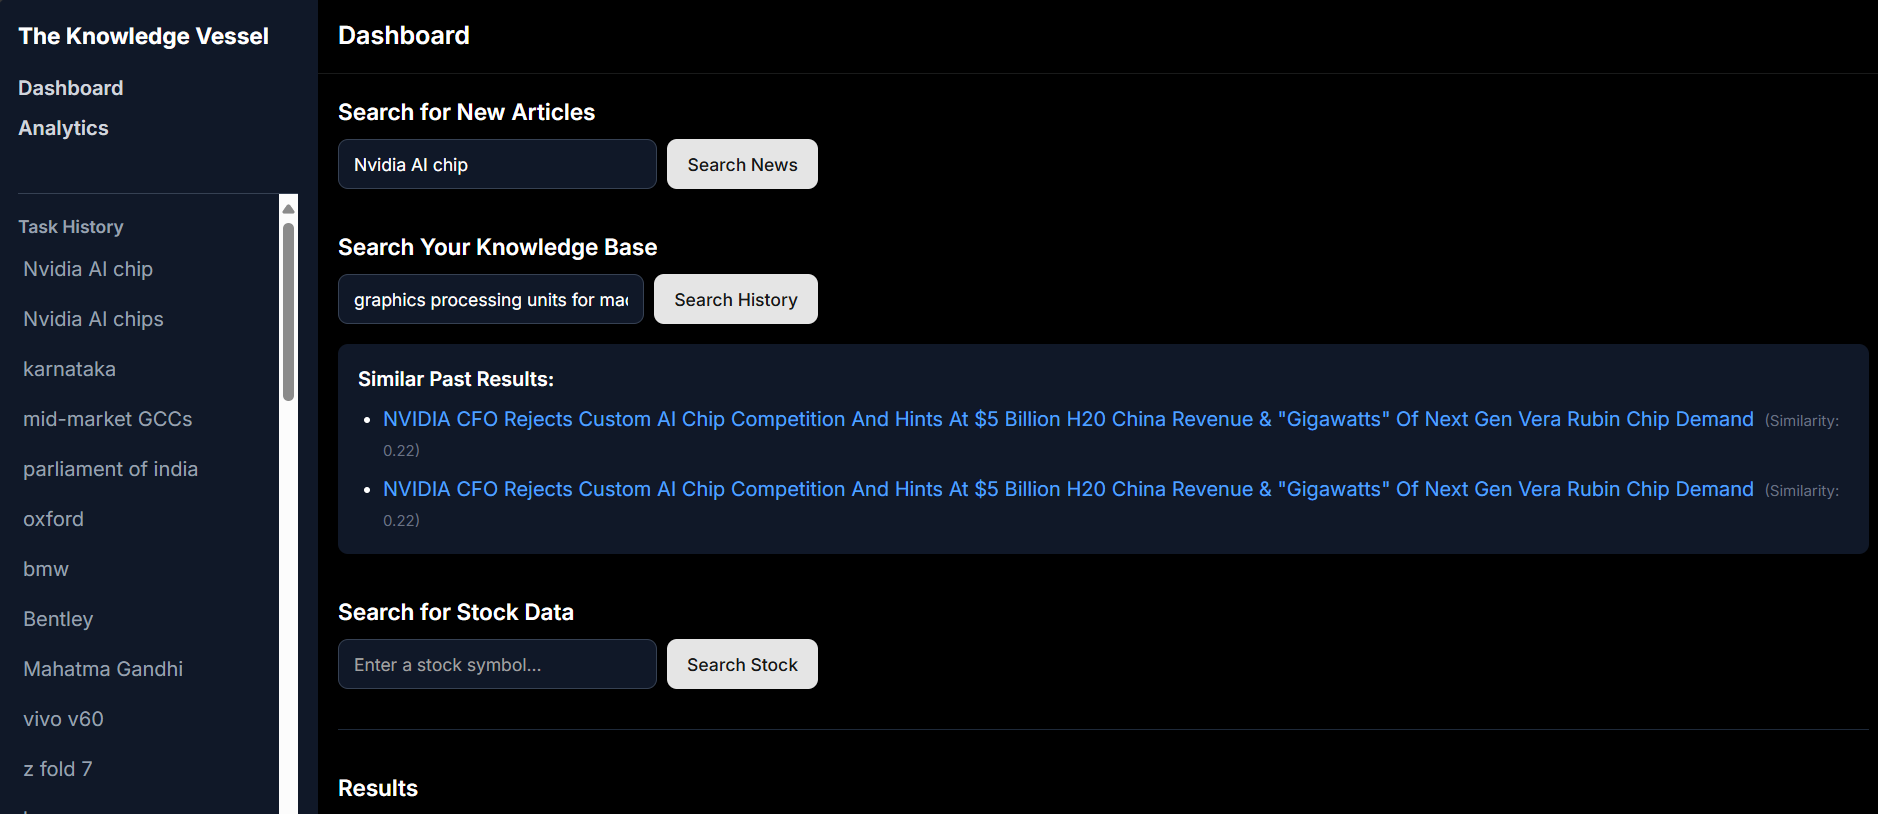 The Knowledge Vessel
Dashboard
Analytics
Task History
Nvidia AI chip
Nvidia AI chips
karnataka
mid-market GCCs
parliament of india
oxford
bmw
Bentley
Mahatma Gandhi
vivo v60
z fold 7
Dashboard
Search for New Articles
Nvidia AI chip
Search News
Search Your Knowledge Base
graphics processing units for
Search History
Similar Past Results:
• NVIDIA CFO Rejects Custom AI Chip Competition And Hints At $5 Billion H20 China Revenue & "Gigawatts" Of Next Gen Vera Rubin Chip Demand (Similarity:
0.22)
• NVIDIA CFO Rejects Custom AI Chip Competition And Hints At $5 Billion H20 China Revenue & "Gigawatts" Of Next Gen Vera Rubin Chip Demand (Similarity:
0.22)
Search for Stock Data
Enter a stock symbol...
Search Stock
Results